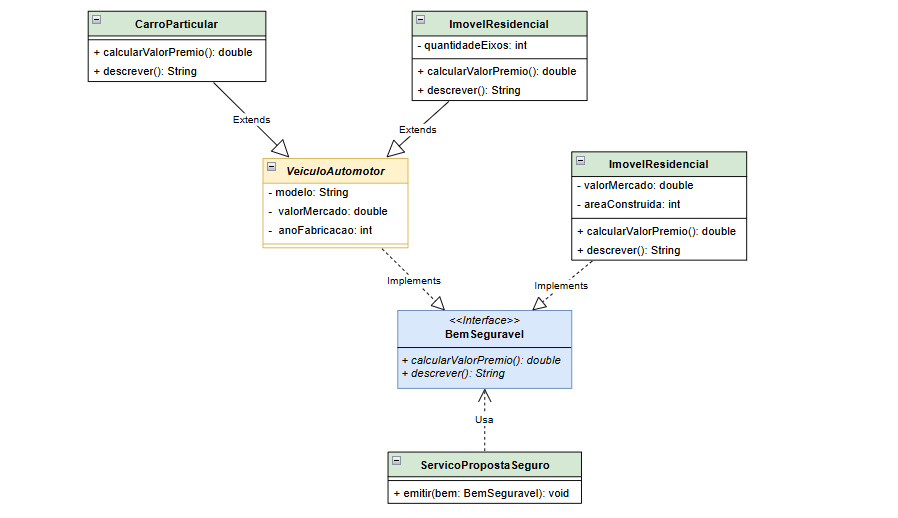 CarroParticular
+ calcularValorPremio(): double
+ descrever(): String
ImovelResidencial
- quantidadeEixos: int
+ calcularValorPremio(): double
+ descrever(): String
Extends
Extends
VeiculoAutomotor
- modelo: String
- valorMercado: double
- anoFabricacao: int
ImovelResidencial
- valorMercado: double
- areaConstruida: int
+ calcularValorPremio(): double
+ descrever(): String
Implements
Implements
<<Interface>>
BemSeguravel
+ calcularValorPremio(): double
+ descrever(): String
Usa
ServicoPropostaSeguro
+ emitir(bem: BemSeguravel): void